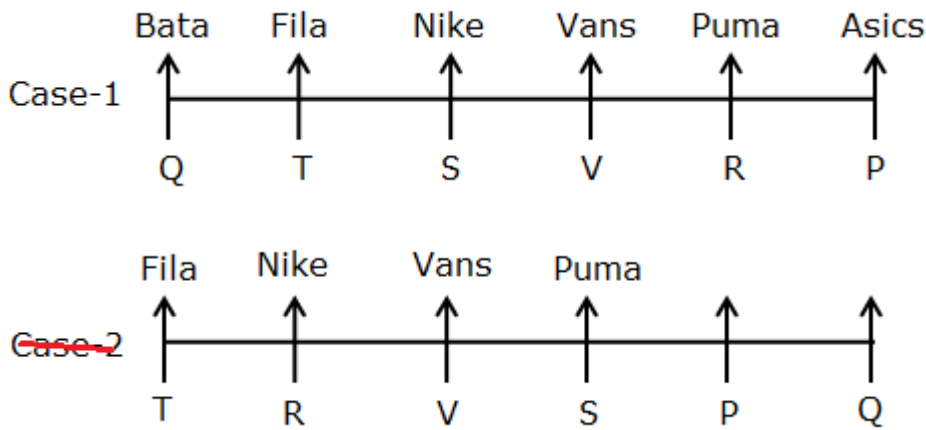 Bata Fila Nike Vans Puma Asics
Case-1
Q T S V R P
Fila Nike Vans Puma
Case-2
T R V S P Q